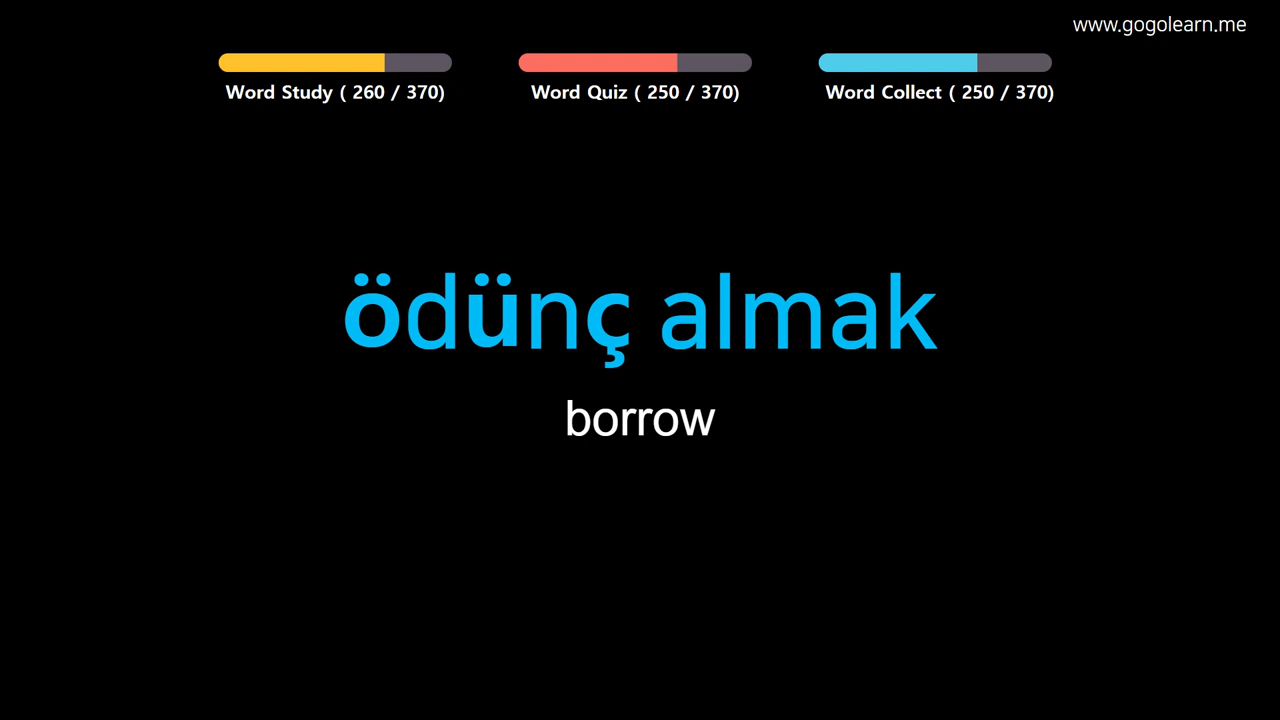 www.gogolearn.me
Word Study ( 260 / 370)
Word Quiz ( 250 / 370)
Word Collect ( 250 / 370)
ödünç almak
borrow